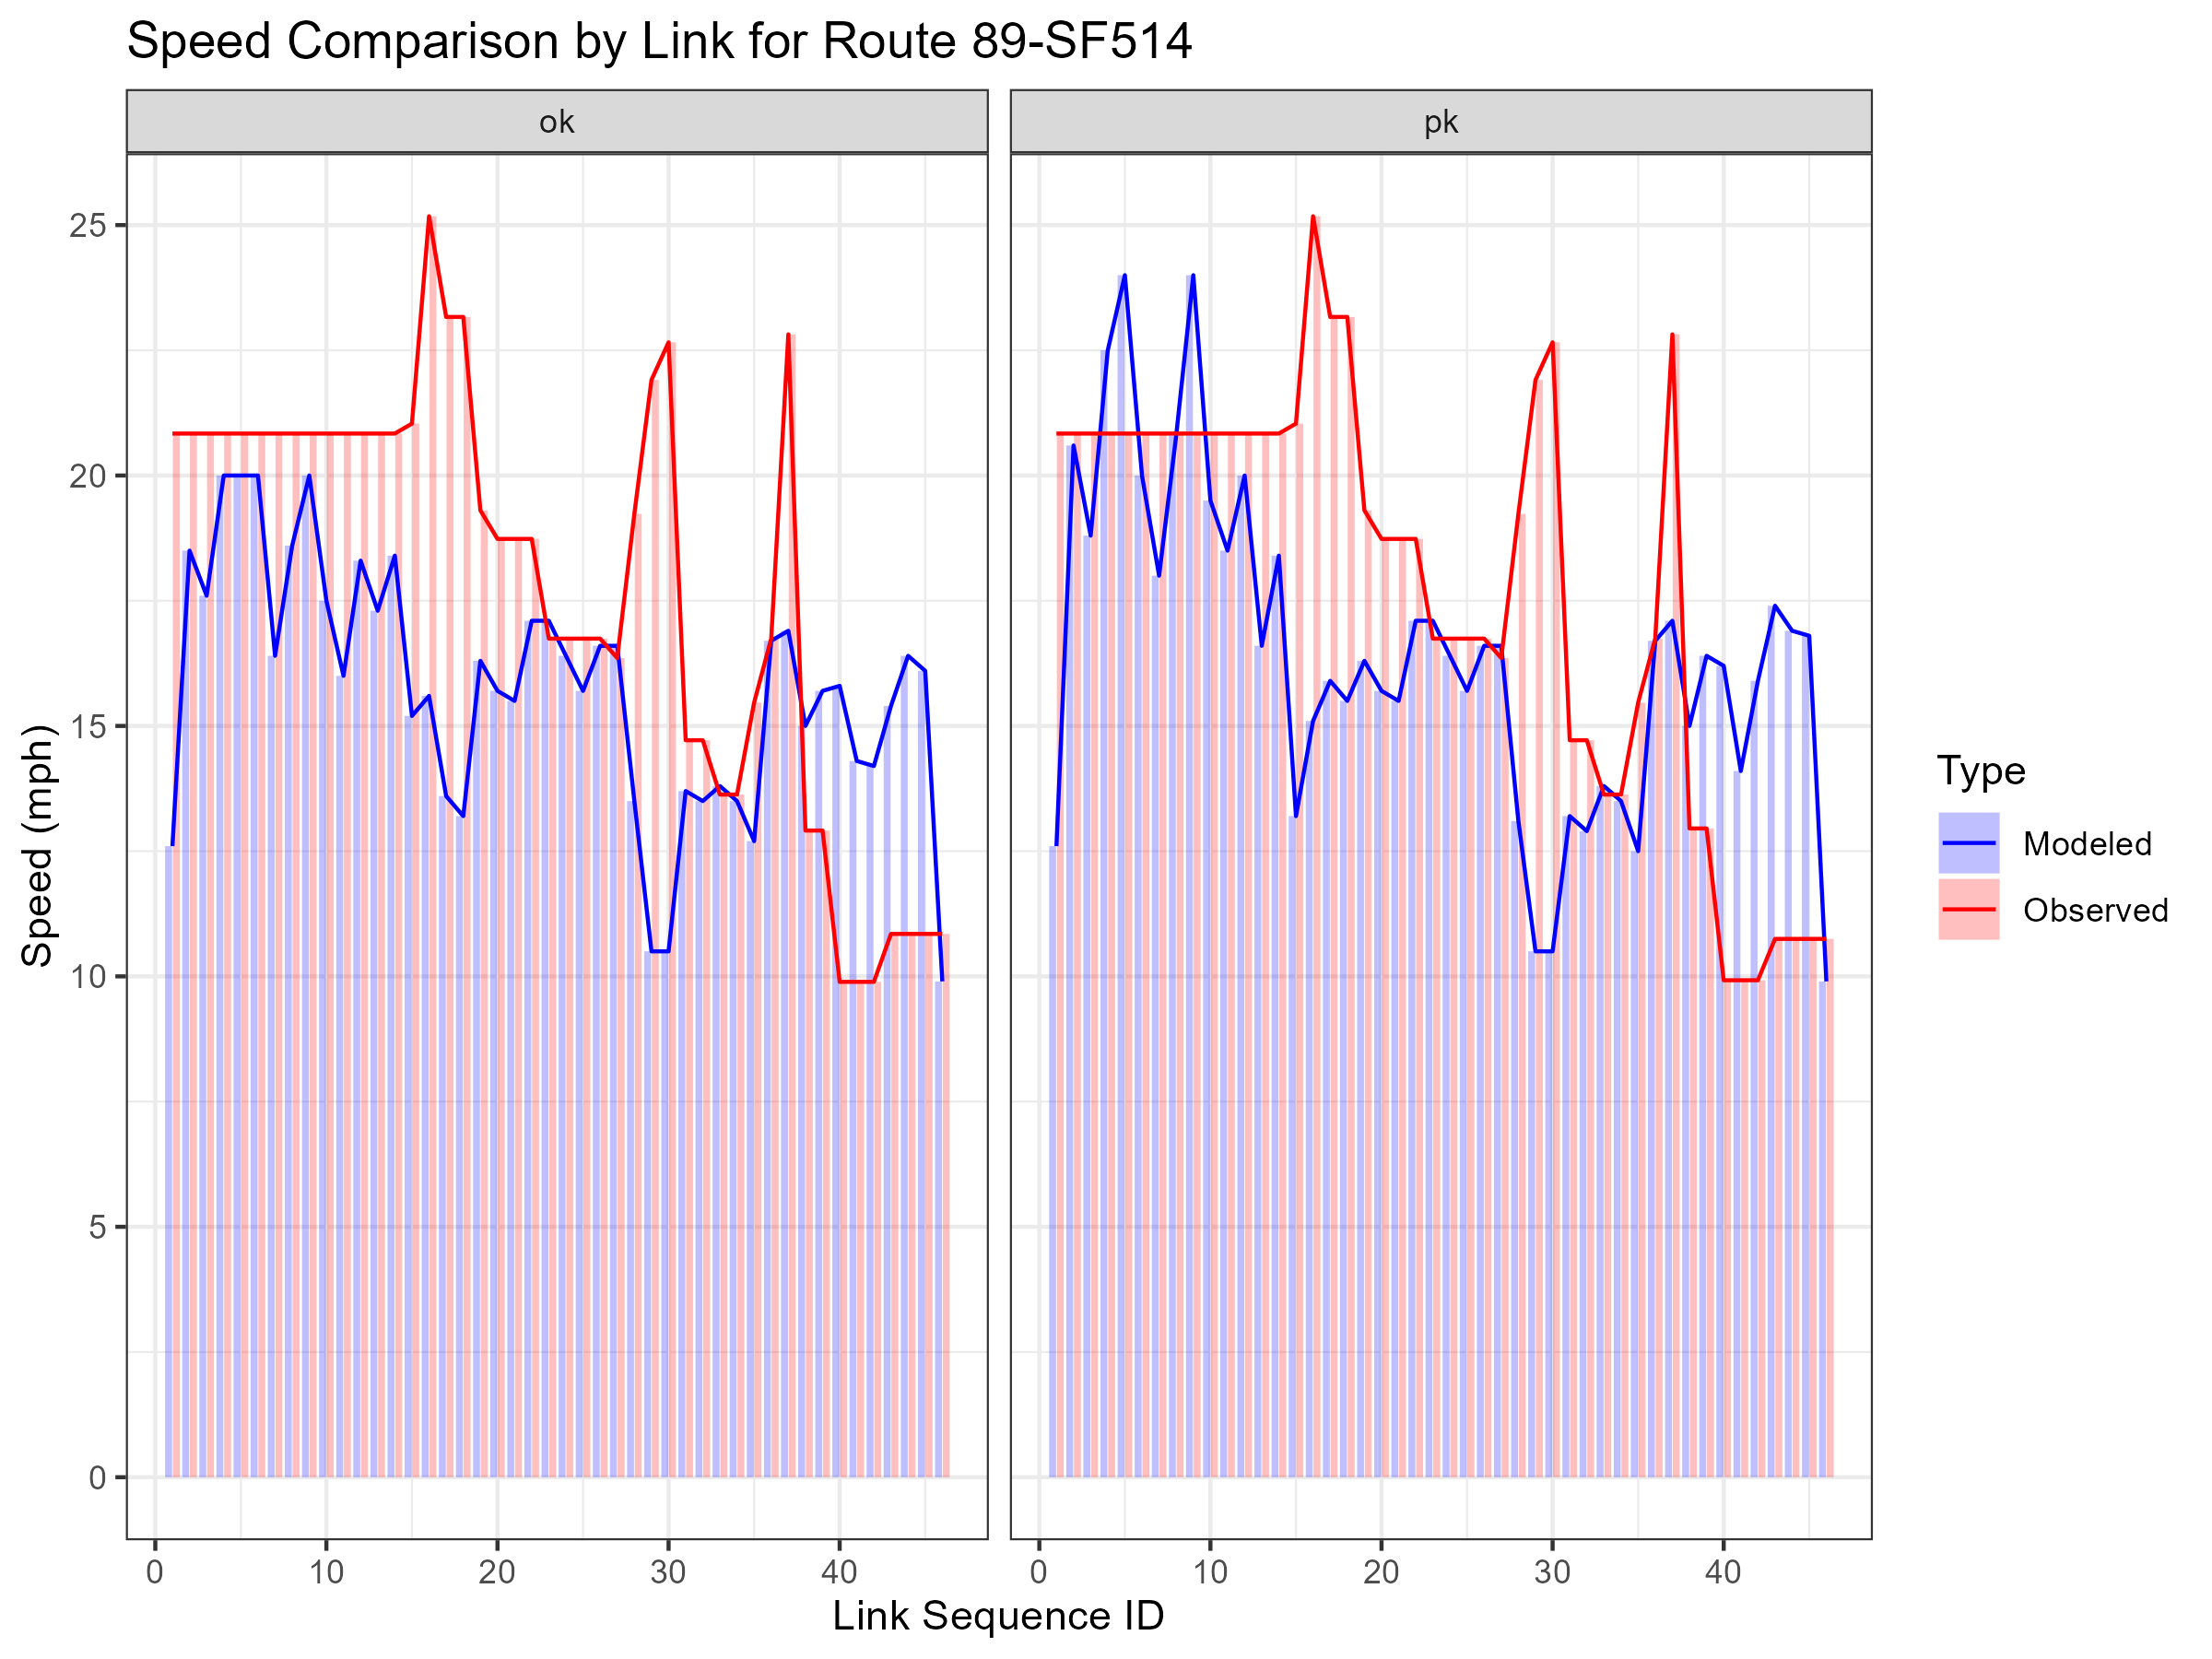 Speed Comparison by Link for Route 89-SF514
ok
pk
25
20
15
10
5
0
Speed (mph)
0 10 20 30 40
0 10 20 30 40
Link Sequence ID
Type
Modeled
Observed